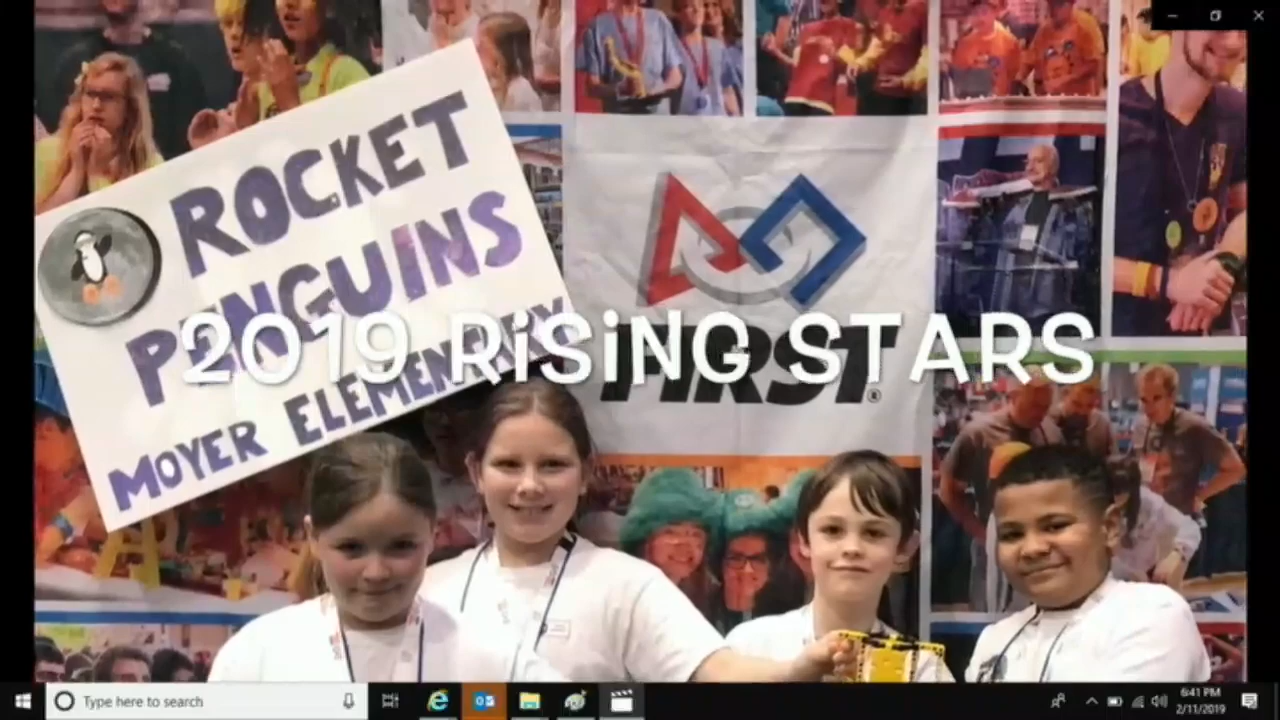 ROCKET
PENGUINS
MOYER ELEMENTARY
FIRST®
2019 RiSiNG STARS
Type here to search
6:41 PM
2/11/2019